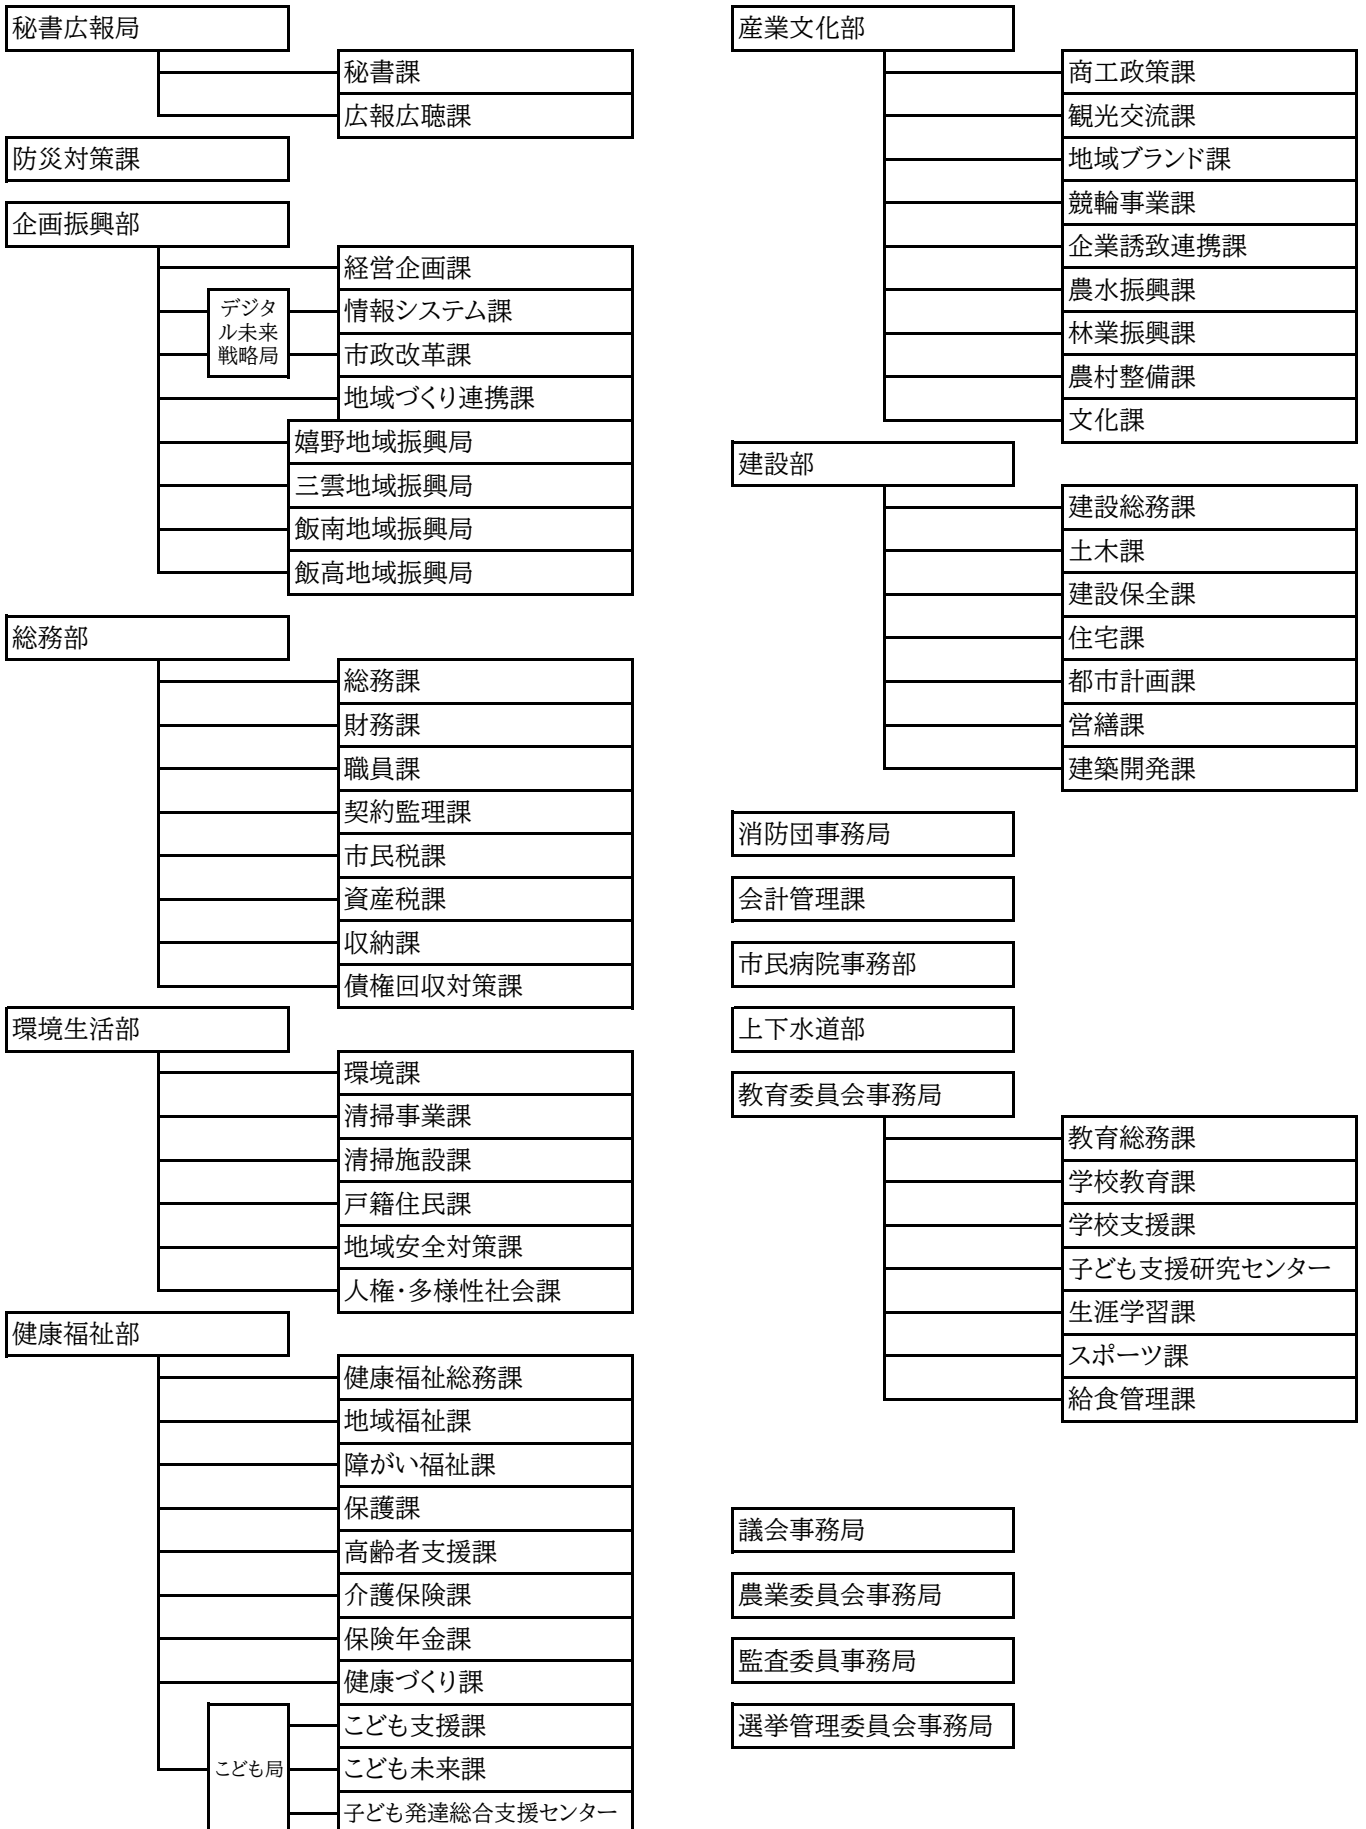 秘書広報局
秘書課
広報広聴課
防災対策課
企画振興部
経営企画課
デジタ
ル未来
戦略局
情報システム課
市政改革課
地域づくり連携課
嬉野地域振興局
三雲地域振興局
飯南地域振興局
飯高地域振興局
総務部
総務課
財務課
職員課
契約監理課
市民税課
資産税課
収納課
債権回収対策課
環境生活部
環境課
清掃事業課
清掃施設課
戸籍住民課
地域安全対策課
人権・多様性社会課
健康福祉部
健康福祉総務課
地域福祉課
障がい福祉課
保護課
高齢者支援課
介護保険課
保険年金課
健康づくり課
こども局
こども支援課
こども未来課
子ども発達総合支援センター
産業文化部
商工政策課
観光交流課
地域ブランド課
競輪事業課
企業誘致連携課
農水振興課
林業振興課
農村整備課
文化課
建設部
建設総務課
土木課
建設保全課
住宅課
都市計画課
営繕課
建築開発課
消防団事務局
会計管理課
市民病院事務部
上下水道部
教育委員会事務局
教育総務課
学校教育課
学校支援課
子ども支援研究センター
生涯学習課
スポーツ課
給食管理課
議会事務局
農業委員会事務局
監査委員事務局
選挙管理委員会事務局